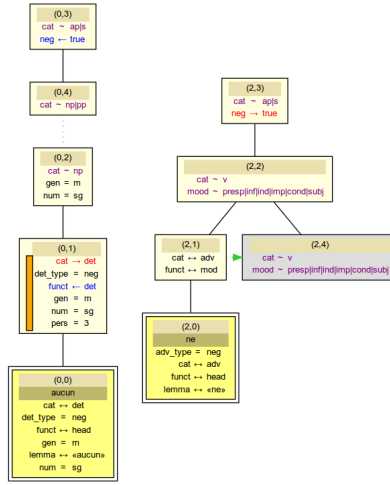 (0,3)
cat ~ ap|s
neg ← true
(0,4)
cat ~ np|pp
(0,2)
cat ~ np
gen = m
num = sg
(0,1)
cat → det
det_type = neg
funct ← det
gen = m
num = sg
pers = 3
(0,0)
aucun
cat ↔ det
det_type = neg
funct ↔ head
gen = m
lemma ↔ «aucun»
num = sg
(2,3)
cat ~ ap|s
neg → true
(2,2)
cat ~ v
mood ~ presp|inf|ind|imp|cond|subj
(2,1)
cat ↔ adv
funct ↔ mod
(2,4)
cat ~ v
mood ~ presp|inf|ind|imp|cond|subj
(2,0)
ne
adv_type = neg
cat ↔ adv
funct ↔ head
lemma ↔ «ne»